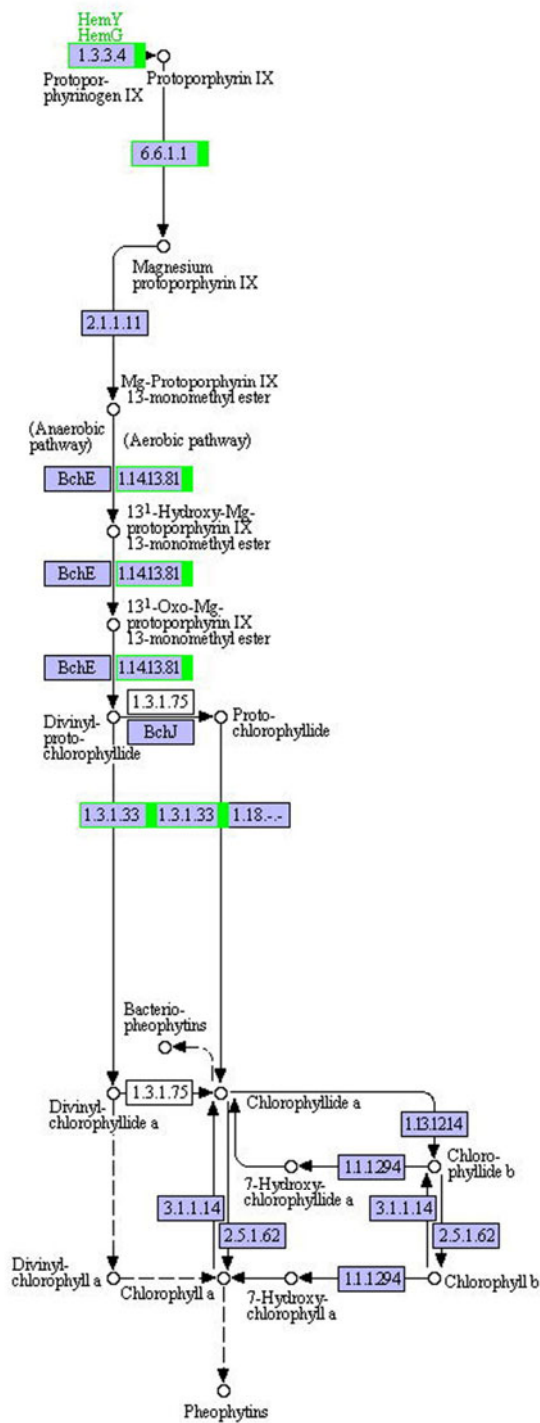 HemY
HemG
1.3.3.4
Protopor-
phyrinogen IX
Protoporphyrin IX
6.6.1.1
Magnesium
protoporphyrin IX
2.1.1.11
Mg-Protoporphyrin IX
13-monomethyl ester
(Anaerobic
pathway)
(Aerobic pathway)
BchE
1.14.13.81
13¹-Hydroxy-Mg-
protoporphyrin IX
13-monomethyl ester
BchE
1.14.13.81
13¹-Oxo-Mg-
protoporphyrin IX
13-monomethyl ester
BchE
1.14.13.81
1.3.1.75
BchJ
Divinyl-
proto-
chlorophyllide
Proto-
chlorophyllide
1.3.1.33
1.3.1.33
1.18.-.-
Bacterio-
pheophytins
1.3.1.75
Divinyl-
chlorophyllide a
Chlorophyllide a
1.13.12.14
Chloro-
phyllide b
1.1.1.294
7-Hydroxy-
chlorophyllide a
3.1.1.14
3.1.1.14
2.5.1.62
2.5.1.62
Divinyl-
chlorophyll a
Chlorophyll a
7-Hydroxy-
chlorophyll a
1.1.1.294
Chlorophyll b
Pheophytins